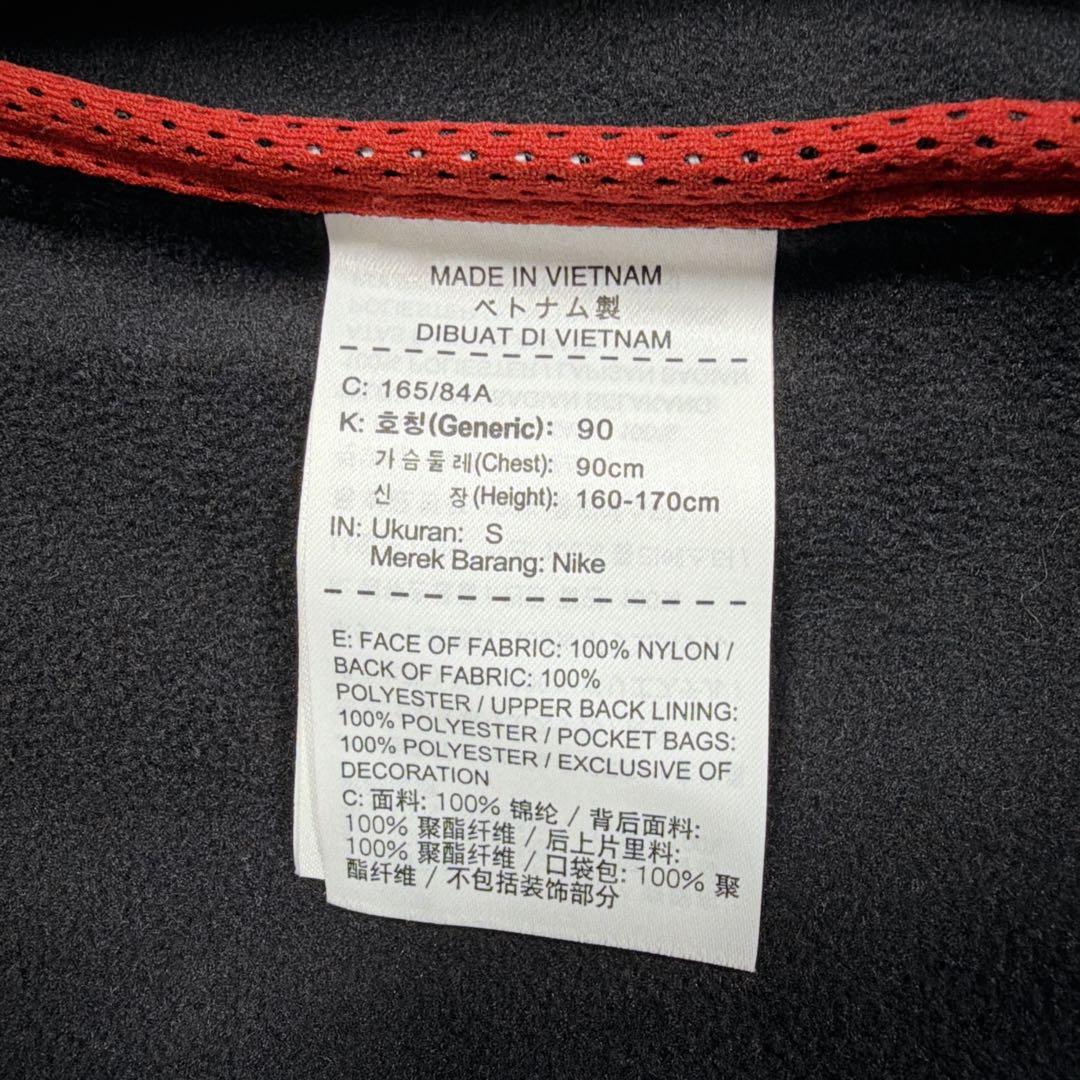 MADE IN VIETNAM
ベトナム製
DIBUAT DI VIETNAM
C: 165/84A
K: 호칭(Generic): 90
가슴둘레(Chest): 90cm
신 장(Height): 160-170cm
IN: Ukuran: S
Merek Barang: Nike
E: FACE OF FABRIC: 100% NYLON /
BACK OF FABRIC: 100%
POLYESTER / UPPER BACK LINING:
100% POLYESTER / POCKET BAGS:
100% POLYESTER / EXCLUSIVE OF
DECORATION
C: 面料: 100% 锦纶 / 背后面料:
100% 聚酯纤维 / 后上片里料:
100% 聚酯纤维 / 口袋包: 100% 聚
酯纤维 / 不包括装饰部分